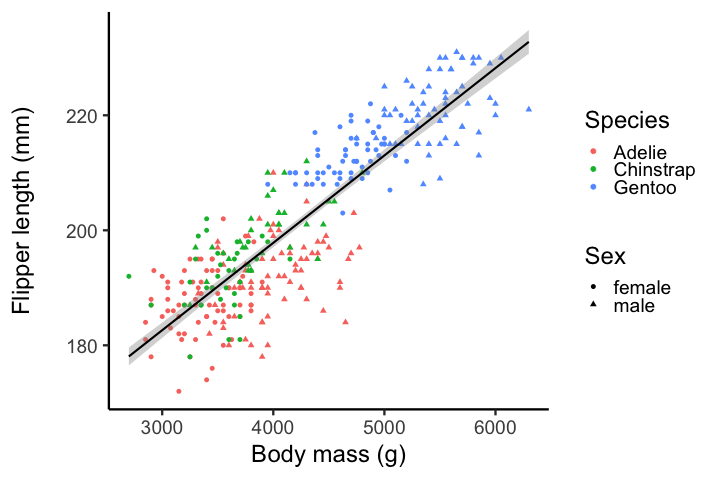 Flipper length (mm)
220
200
180
3000 4000 5000 6000
Body mass (g)
Species
Adelie
Chinstrap
Gentoo
Sex
female
male